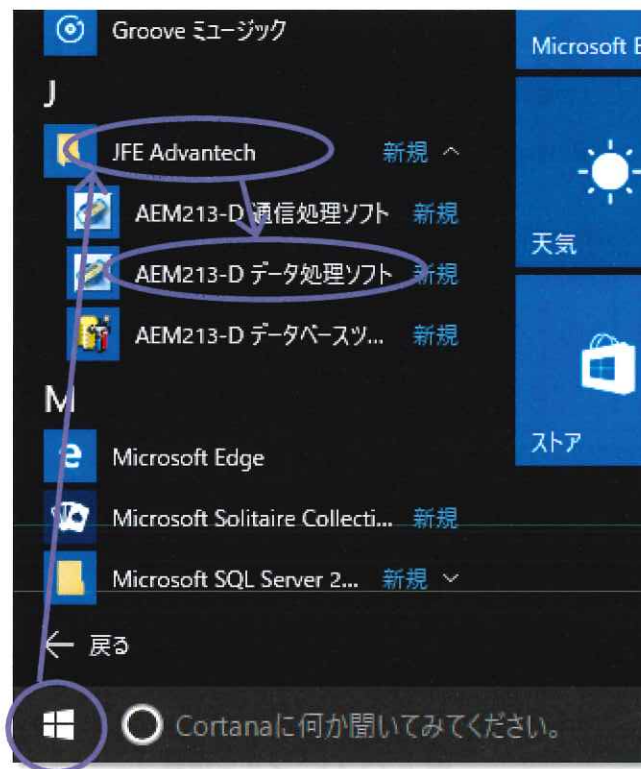 Groove ミュージック
Microsoft E
J
JFE Advantech 新規
AEM213-D 通信処理ソフト 新規
天気
AEM213-D データ処理ソフト 新規
AEM213-D データベースツ... 新規
M
ストア
Microsoft Edge
Microsoft Solitaire Collecti... 新規
Microsoft SQL Server 2... 新規
戻る
Cortanaに何か聞いてみてください。